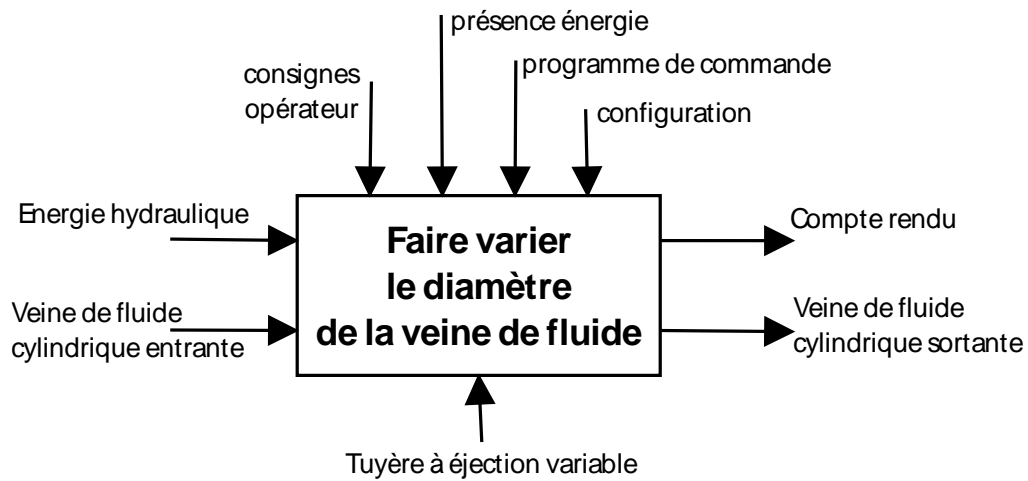 présence énergie
programme de commande
consignes
opérateur
configuration
Energie hydraulique
Veine de fluide
cylindrique entrante
Faire varier
le diamètre
de la veine de fluide
Compte rendu
Veine de fluide
cylindrique sortante
Tuyère à éjection variable